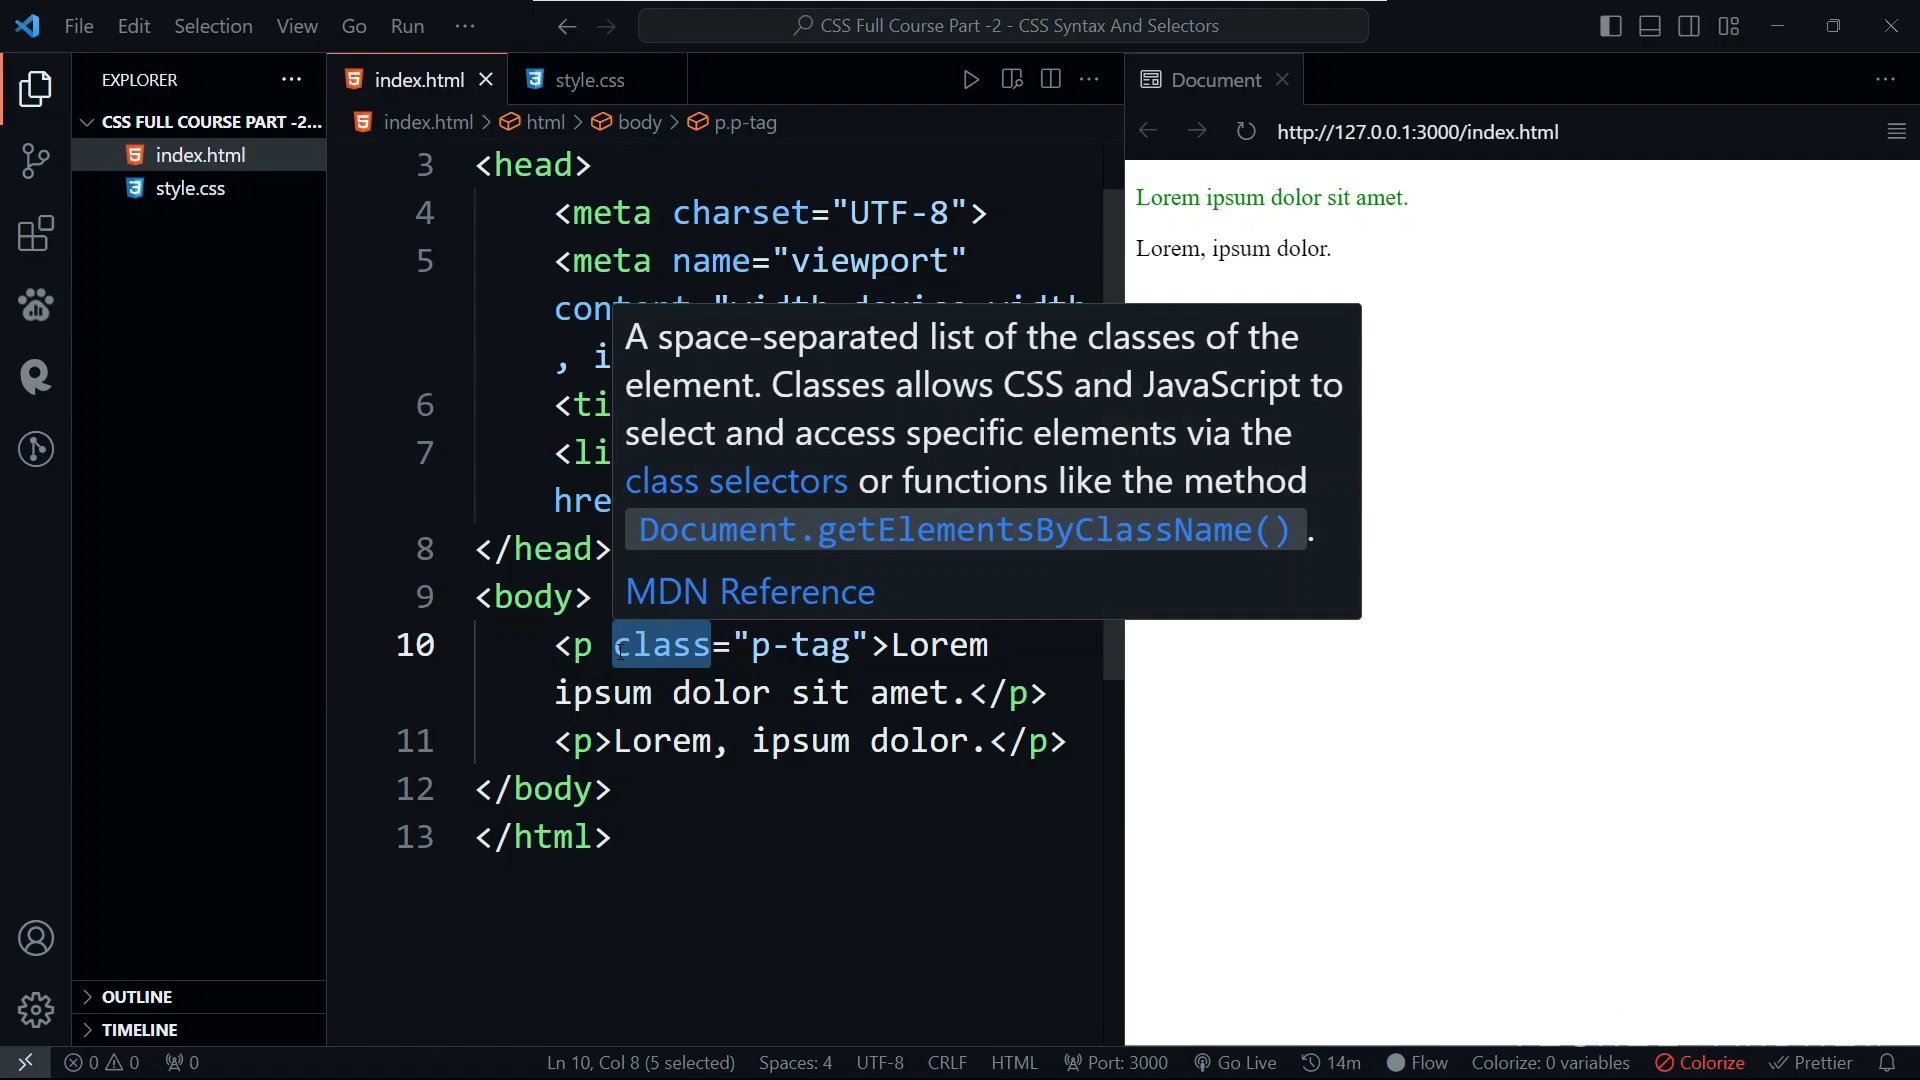 File Edit Selection View Go Run ···
CSS Full Course Part -2 - CSS Syntax And Selectors
EXPLORER
CSS FULL COURSE PART -2...
index.html
style.css
OUTLINE
TIMELINE
index.html
style.css
index.html > html > body > p.p-tag
3 <head>
4 <meta charset="UTF-8">
5 <meta name="viewport"
con
, i
6 <ti
7 <li
hre
8 </head>
9 <body>
10 <p class="p-tag">Lorem
ipsum dolor sit amet.</p>
11 <p>Lorem, ipsum dolor.</p>
12 </body>
13 </html>
A space-separated list of the classes of the
element. Classes allows CSS and JavaScript to
select and access specific elements via the
class selectors or functions like the method
Document.getElementsByClassName() .
MDN Reference
Document
http://127.0.0.1:3000/index.html
Lorem ipsum dolor sit amet.
Lorem, ipsum dolor.
0 0 0 Ln 10, Col 8 (5 selected) Spaces: 4 UTF-8 CRLF HTML Port: 3000 Go Live 14m Flow Colorize: 0 variables Colorize Prettier